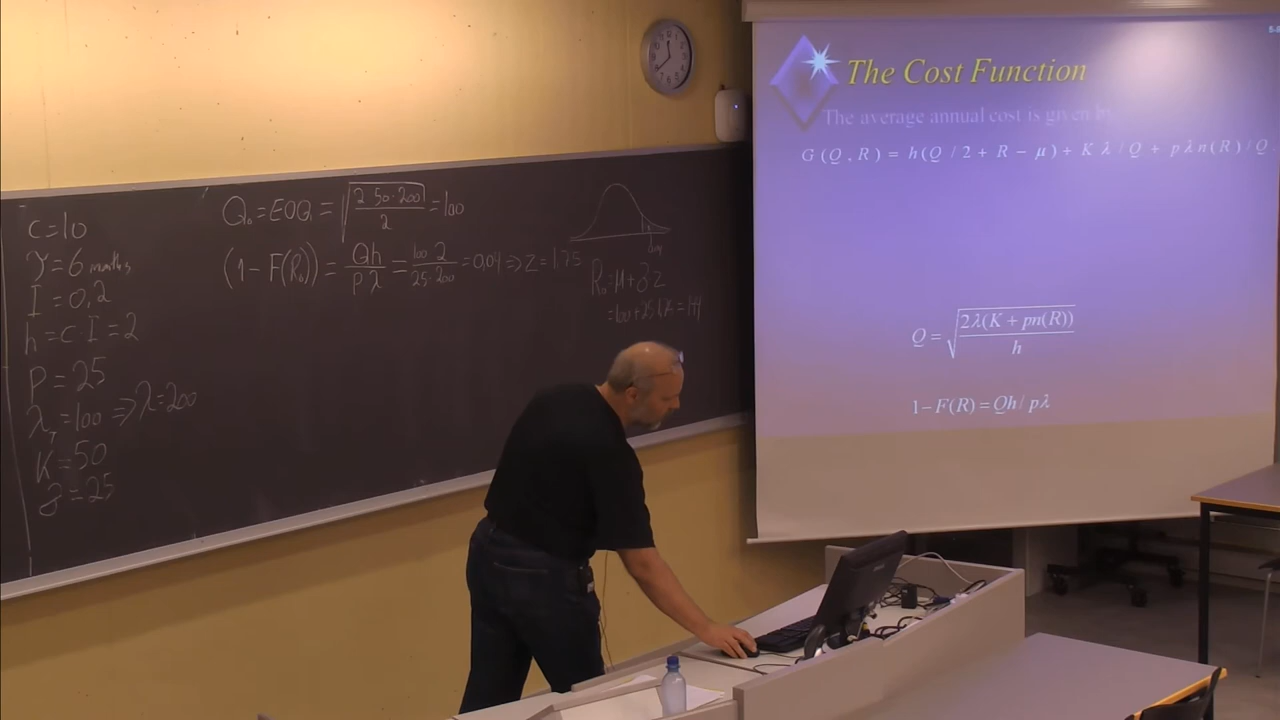 c=10
γ=6 months
I=0,2
h=c·I=2
P=25
λ_T=100 ⇒ λ=200
K=50
σ=25
Q₀=EOQ=√(2·50·200/2)=100
(1-F(R₀))=Qh/Pλ=100·2/25·200=0,04⇒Z=1,75
R₀=μ+σz
=100+25·1,75=144
The Cost Function
The average annual cost is given by
G(Q,R)=h(Q/2+R-μ)+Kλ/Q+pλn(R)/Q
Q=√(2λ(K+pn(R))/h)
1-F(R)=Qh/pλ